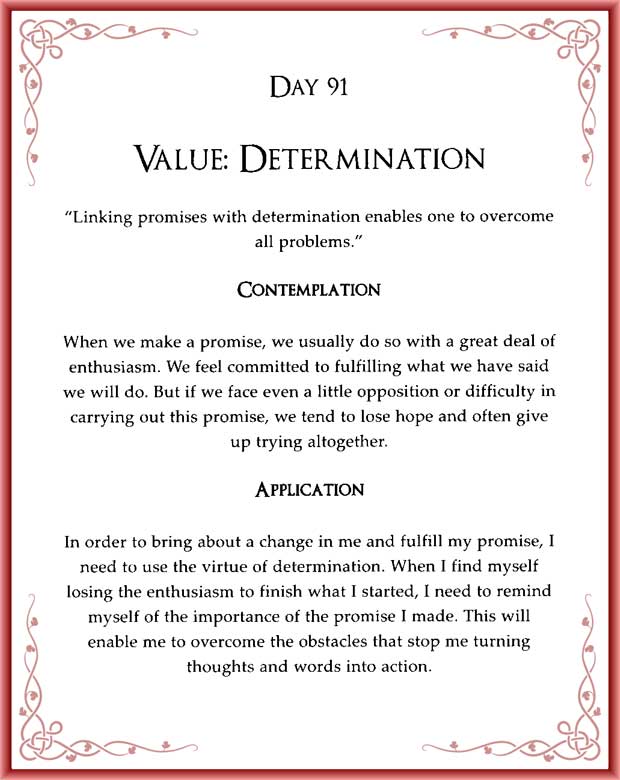 Day 91
Value: Determination
“Linking promises with determination enables one to overcome
all problems.”
Contemplation
When we make a promise, we usually do so with a great deal of
enthusiasm. We feel committed to fulfilling what we have said
we will do. But if we face even a little opposition or difficulty in
carrying out this promise, we tend to lose hope and often give
up trying altogether.
Application
In order to bring about a change in me and fulfill my promise, I
need to use the virtue of determination. When I find myself
losing the enthusiasm to finish what I started, I need to remind
myself of the importance of the promise I made. This will
enable me to overcome the obstacles that stop me turning
thoughts and words into action.